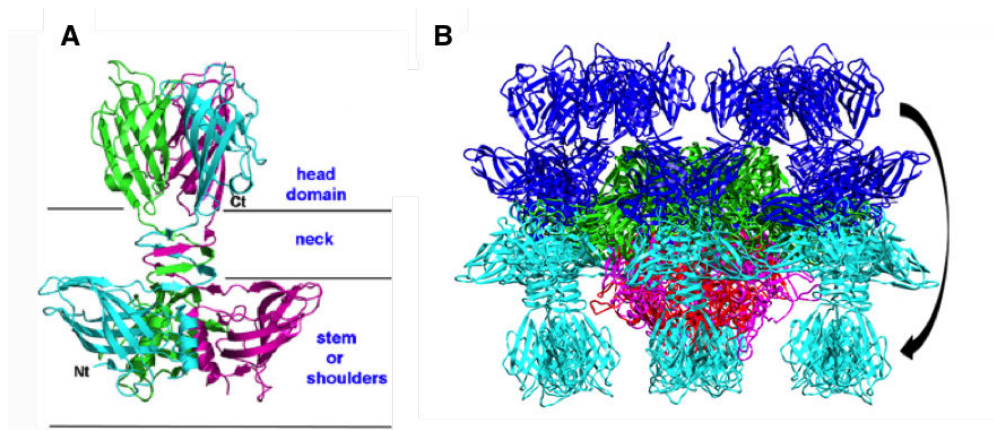 A
B
head
domain
Ct
neck
stem
or
shoulders
Nt